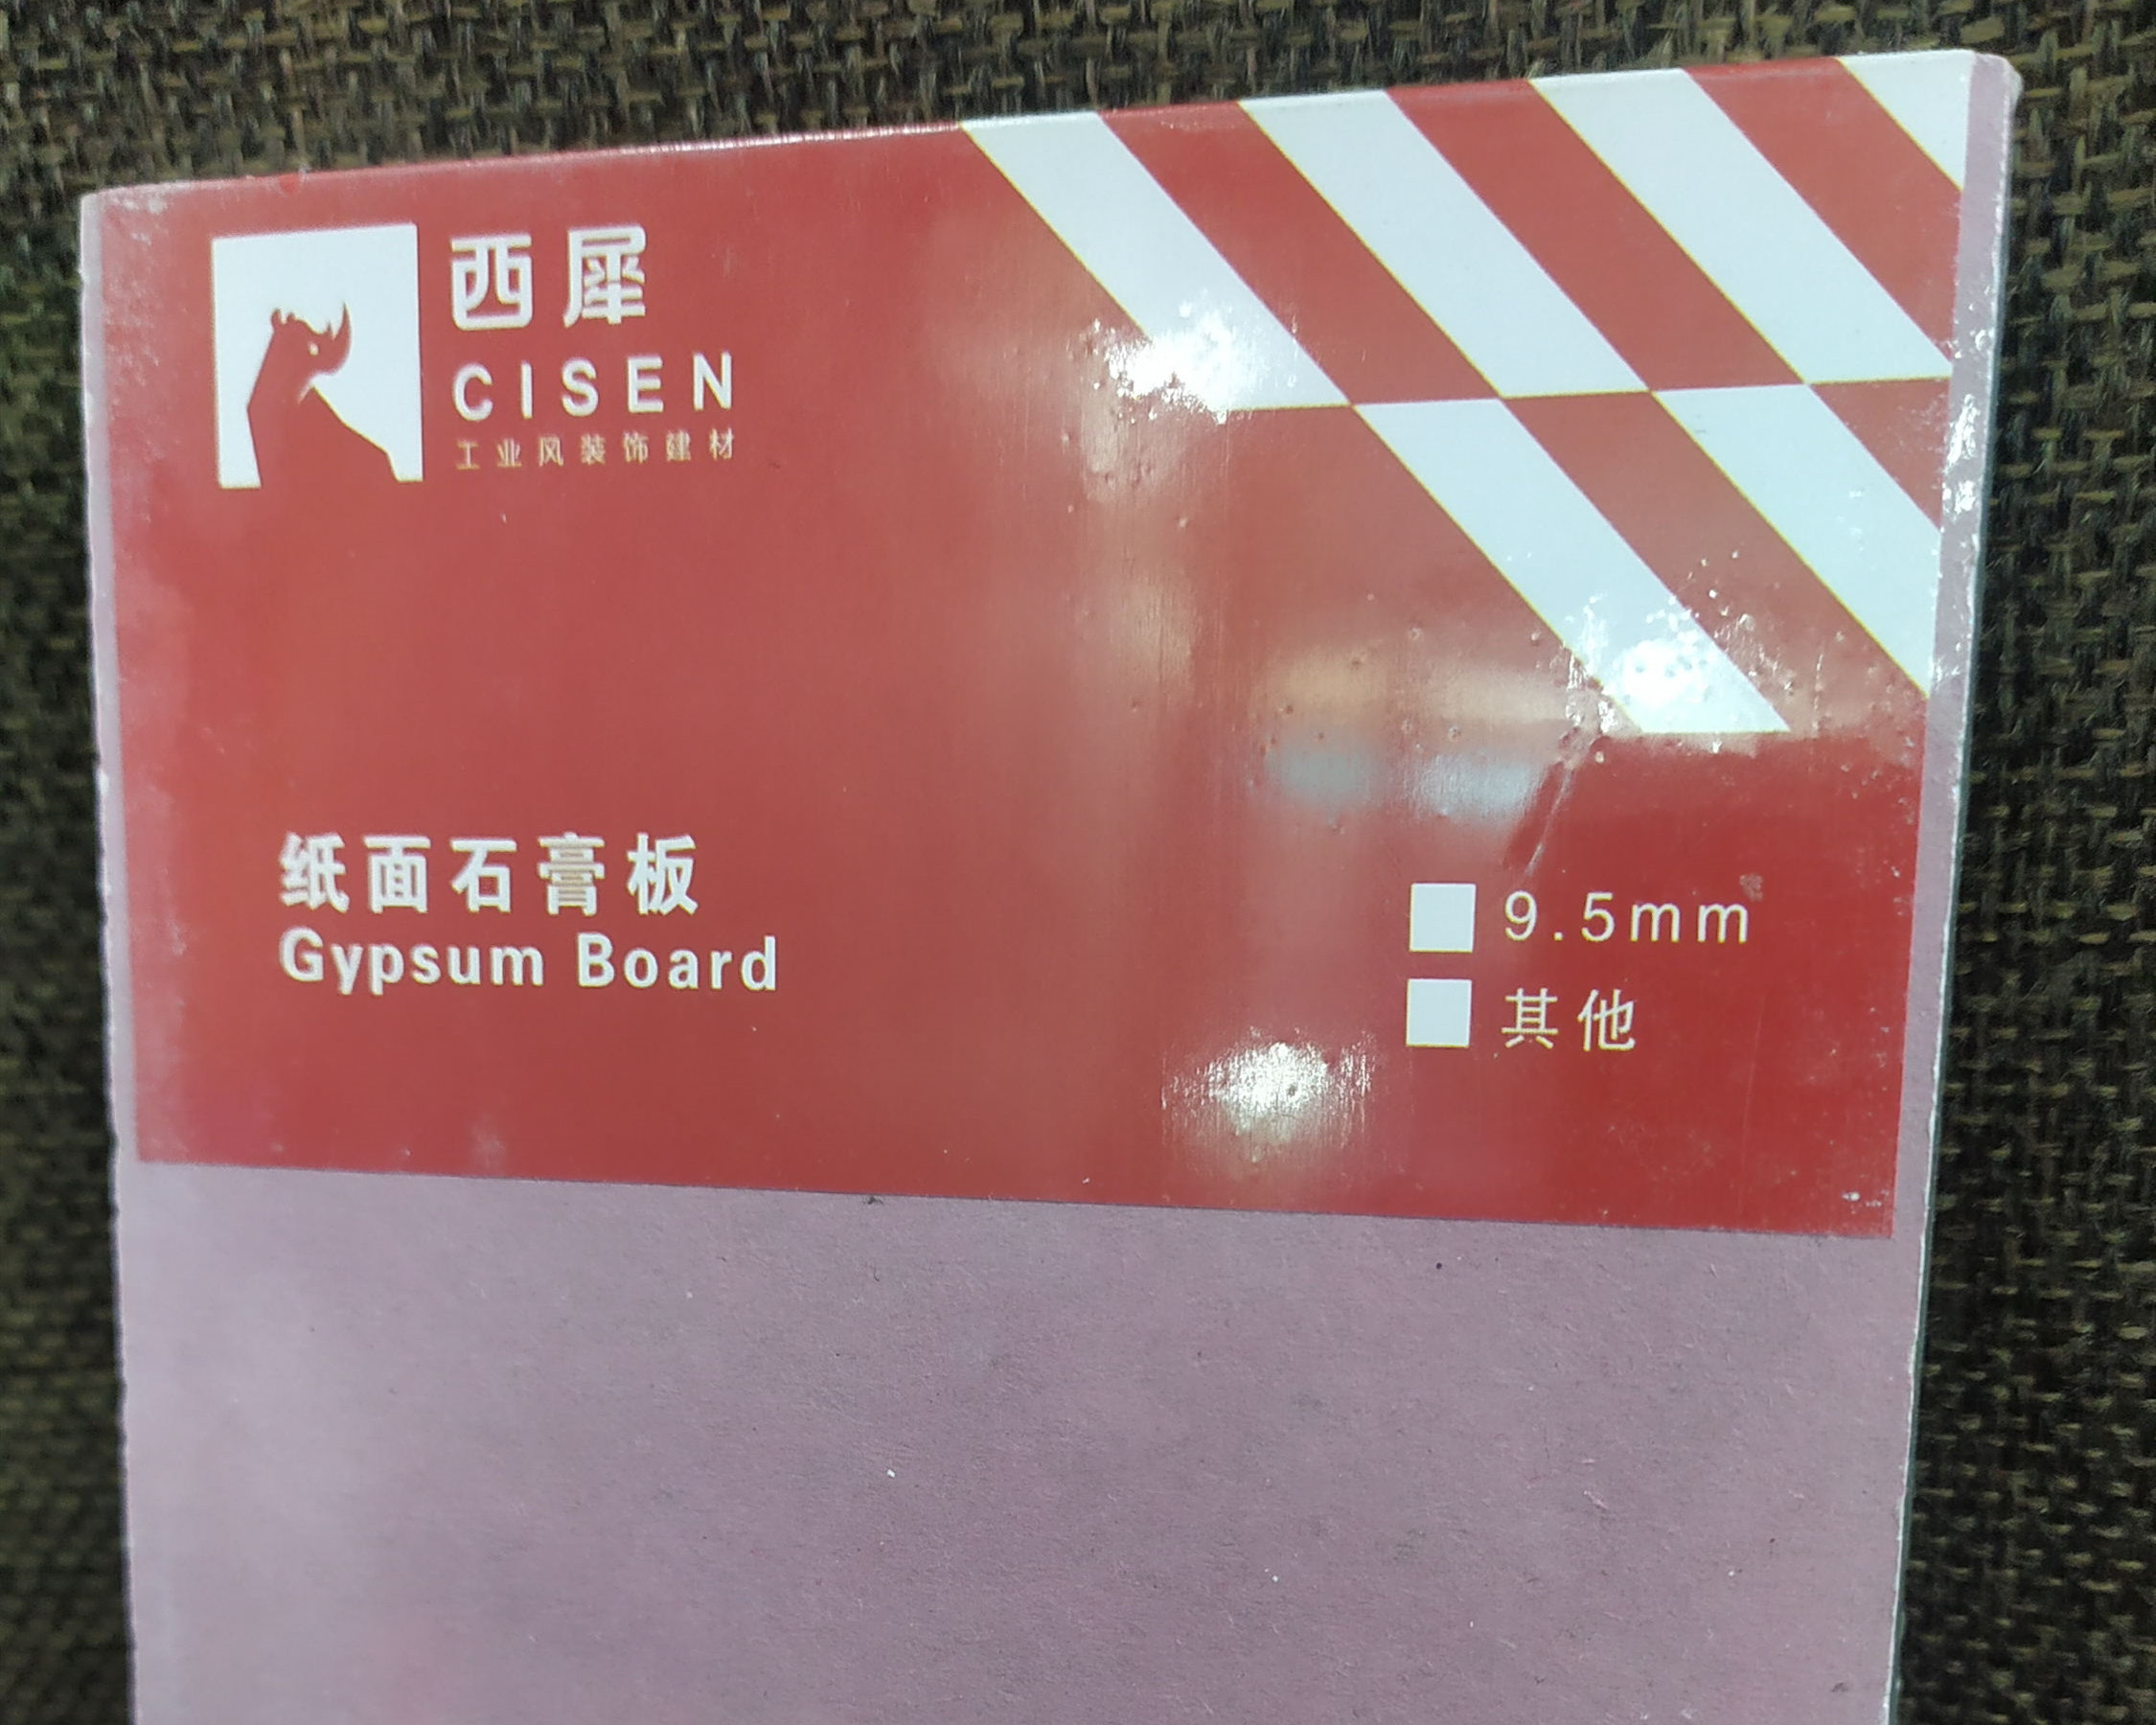 西犀
CISEN
工业风装饰建材
纸面石膏板
Gypsum Board
9.5mm
其他